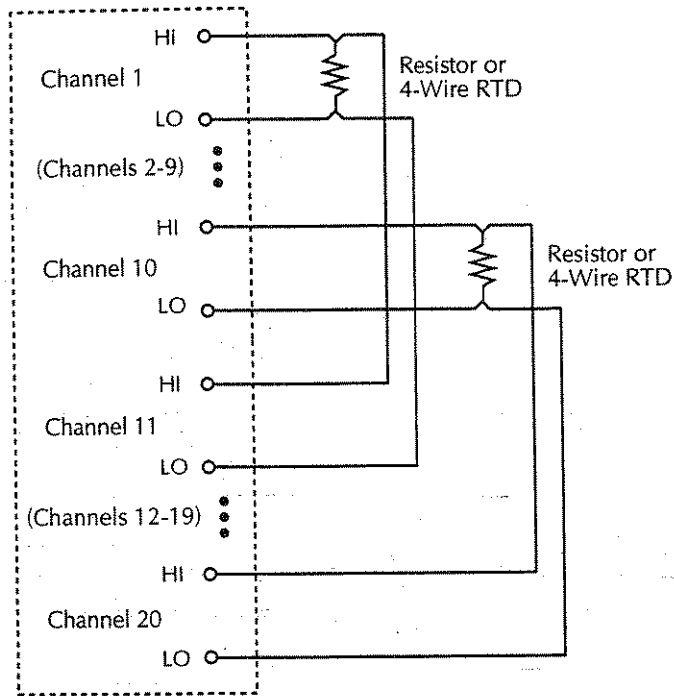 HI
Channel 1
LO
Resistor or
4-Wire RTD
(Channels 2-9)
HI
Channel 10
LO
Resistor or
4-Wire RTD
HI
Channel 11
LO
(Channels 12-19)
HI
Channel 20
LO